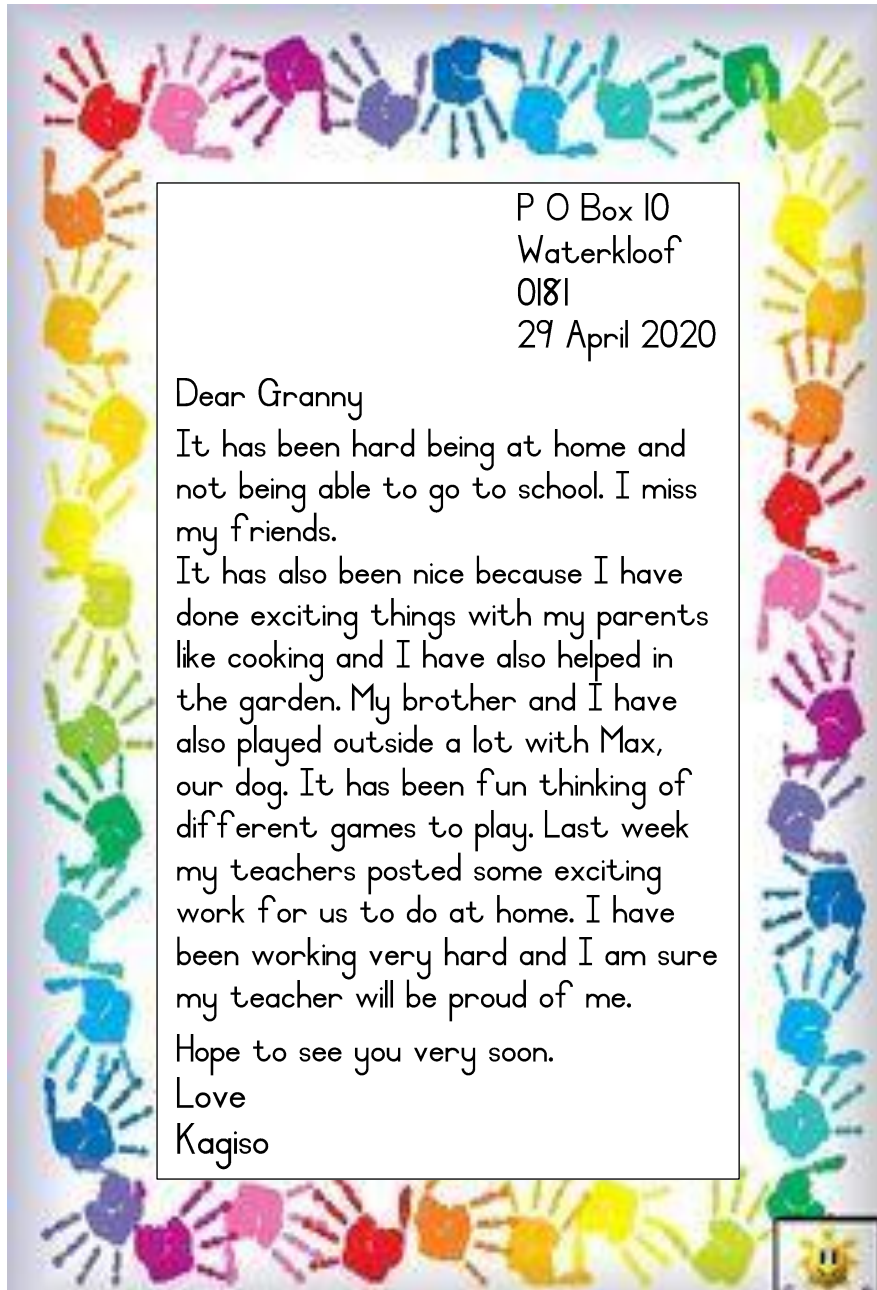 P O Box 10
Waterkloof
0181
29 April 2020
Dear Granny
It has been hard being at home and
not being able to go to school. I miss
my friends.
It has also been nice because I have
done exciting things with my parents
like cooking and I have also helped in
the garden. My brother and I have
also played outside a lot with Max,
our dog. It has been fun thinking of
different games to play. Last week
my teachers posted some exciting
work for us to do at home. I have
been working very hard and I am sure
my teacher will be proud of me.
Hope to see you very soon.
Love
Kagiso